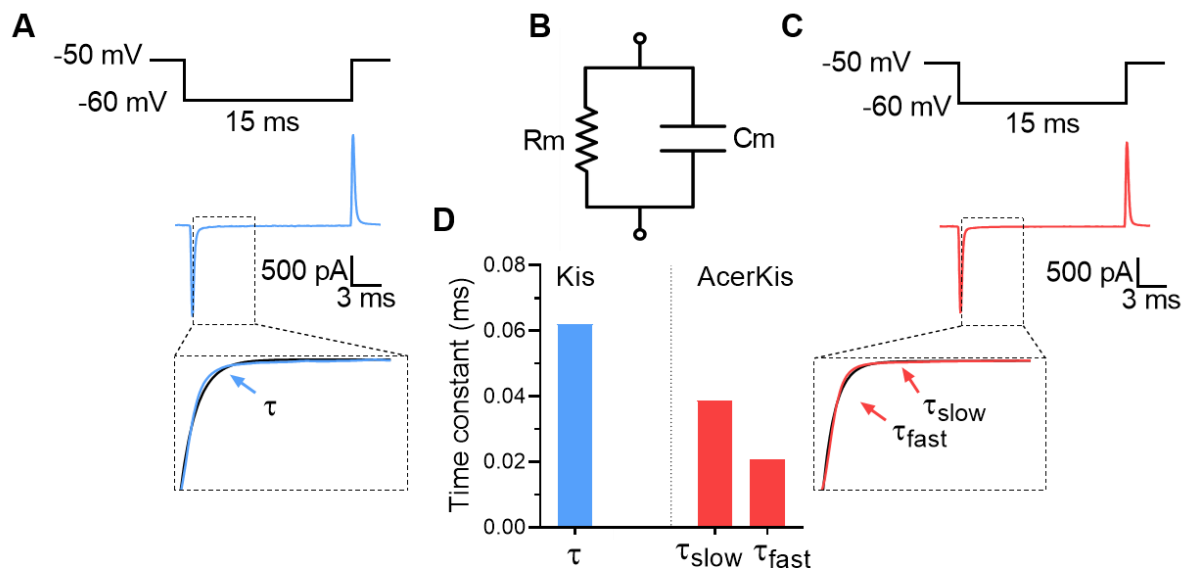 A
-50 mV
-60 mV
15 ms
500 pA
3 ms
τ
B
Rm
Cm
C
-50 mV
-60 mV
15 ms
500 pA
3 ms
τslow
τfast
D
Time constant (ms)
0.08
0.06
0.04
0.02
0.00
Kis
AcerKis
τ
τslow
τfast